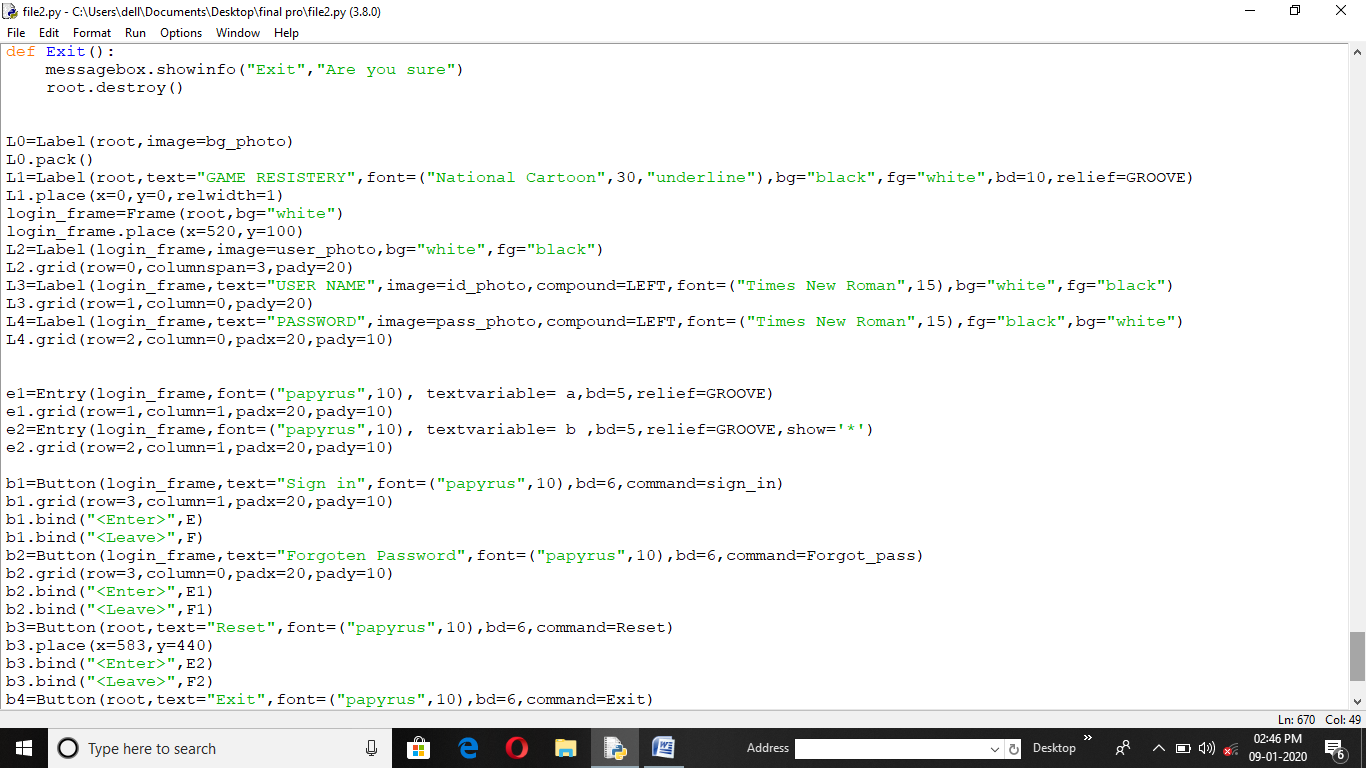 file2.py - C:\Users\dell\Documents\Desktop\final pro\file2.py (3.8.0)
File Edit Format Run Options Window Help
def Exit():
    messagebox.showinfo("Exit","Are you sure")
    root.destroy()
L0=Label(root,image=bg_photo)
L0.pack()
L1=Label(root,text="GAME RESISTERY",font=("National Cartoon",30,"underline"),bg="black",fg="white",bd=10,relief=GROOVE)
L1.place(x=0,y=0,relwidth=1)
login_frame=Frame(root,bg="white")
login_frame.place(x=520,y=100)
L2=Label(login_frame,image=user_photo,bg="white",fg="black")
L2.grid(row=0,columnspan=3,pady=20)
L3=Label(login_frame,text="USER NAME",image=id_photo,compound=LEFT,font=("Times New Roman",15),bg="white",fg="black")
L3.grid(row=1,column=0,pady=20)
L4=Label(login_frame,text="PASSWORD",image=pass_photo,compound=LEFT,font=("Times New Roman",15),fg="black",bg="white")
L4.grid(row=2,column=0,padx=20,pady=10)
e1=Entry(login_frame,font=("papyrus",10), textvariable= a,bd=5,relief=GROOVE)
e1.grid(row=1,column=1,padx=20,pady=10)
e2=Entry(login_frame,font=("papyrus",10), textvariable= b ,bd=5,relief=GROOVE,show='*')
e2.grid(row=2,column=1,padx=20,pady=10)
b1=Button(login_frame,text="Sign in",font=("papyrus",10),bd=6,command=sign_in)
b1.grid(row=3,column=1,padx=20,pady=10)
b1.bind("<Enter>",E)
b1.bind("<Leave>",F)
b2=Button(login_frame,text="Forgoten Password",font=("papyrus",10),bd=6,command=Forgot_pass)
b2.grid(row=3,column=0,padx=20,pady=10)
b2.bind("<Enter>",E1)
b2.bind("<Leave>",F1)
b3=Button(root,text="Reset",font=("papyrus",10),bd=6,command=Reset)
b3.place(x=583,y=440)
b3.bind("<Enter>",E2)
b3.bind("<Leave>",F2)
b4=Button(root,text="Exit",font=("papyrus",10),bd=6,command=Exit)
Ln: 670 Col: 49
Type here to search
Address
Desktop
02:46 PM
09-01-2020
6